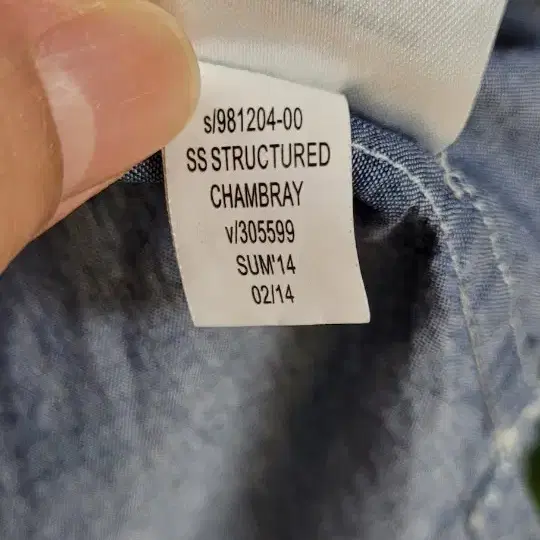 s/981204-00
SS STRUCTURED
CHAMBRAY
v/305599
SUM'14
02/14